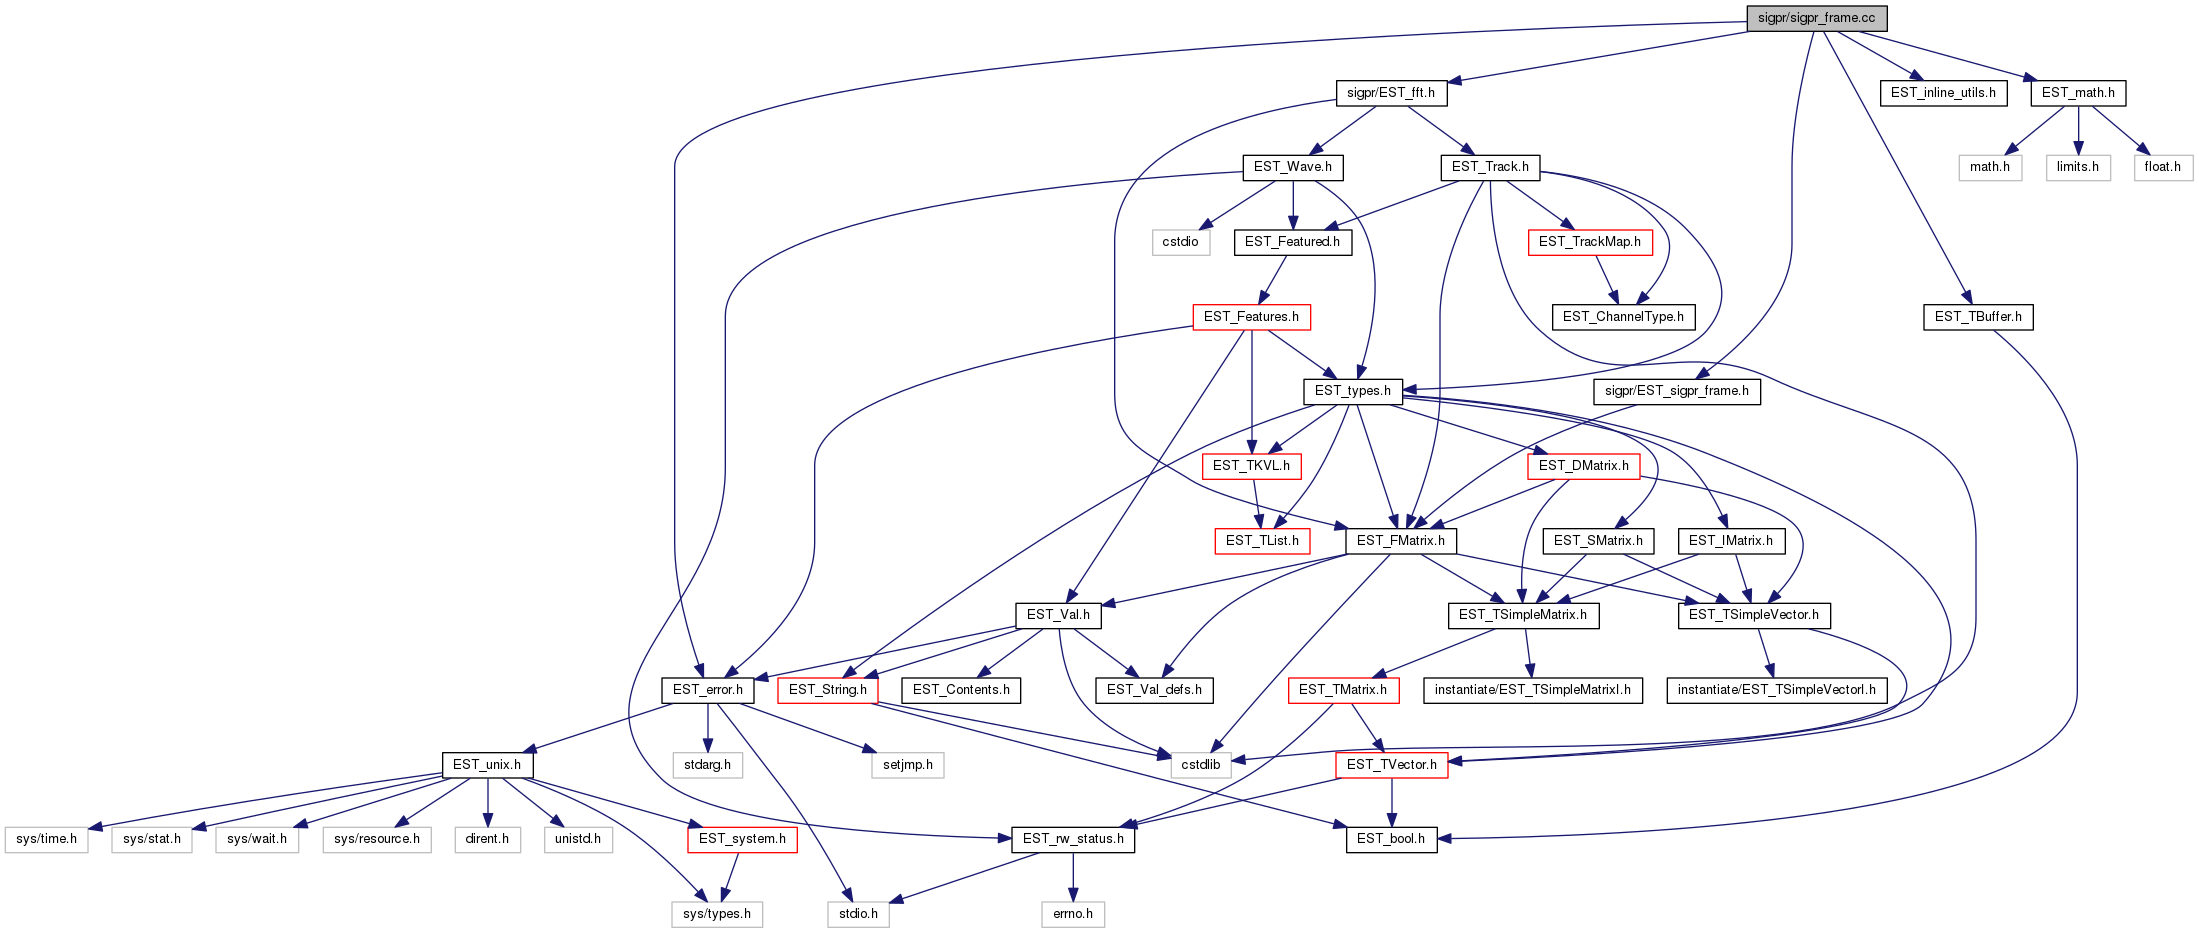 sigpr/sigpr_frame.cc
sigpr/EST_fft.h
EST_inline_utils.h
EST_math.h
EST_Wave.h
EST_Track.h
math.h
limits.h
float.h
cstdio
EST_Featured.h
EST_TrackMap.h
EST_Features.h
EST_ChannelType.h
EST_TBuffer.h
EST_types.h
sigpr/EST_sigpr_frame.h
EST_TKVL.h
EST_DMatrix.h
EST_TList.h
EST_FMatrix.h
EST_SMatrix.h
EST_IMatrix.h
EST_Val.h
EST_TSimpleMatrix.h
EST_TSimpleVector.h
EST_error.h
EST_String.h
EST_Contents.h
EST_Val_defs.h
EST_TMatrix.h
instantiate/EST_TSimpleMatrixI.h
instantiate/EST_TSimpleVectorI.h
EST_unix.h
stdarg.h
setjmp.h
cstdlib
EST_TVector.h
sys/time.h
sys/stat.h
sys/wait.h
sys/resource.h
dirent.h
unistd.h
EST_system.h
EST_rw_status.h
EST_bool.h
sys/types.h
stdio.h
errno.h